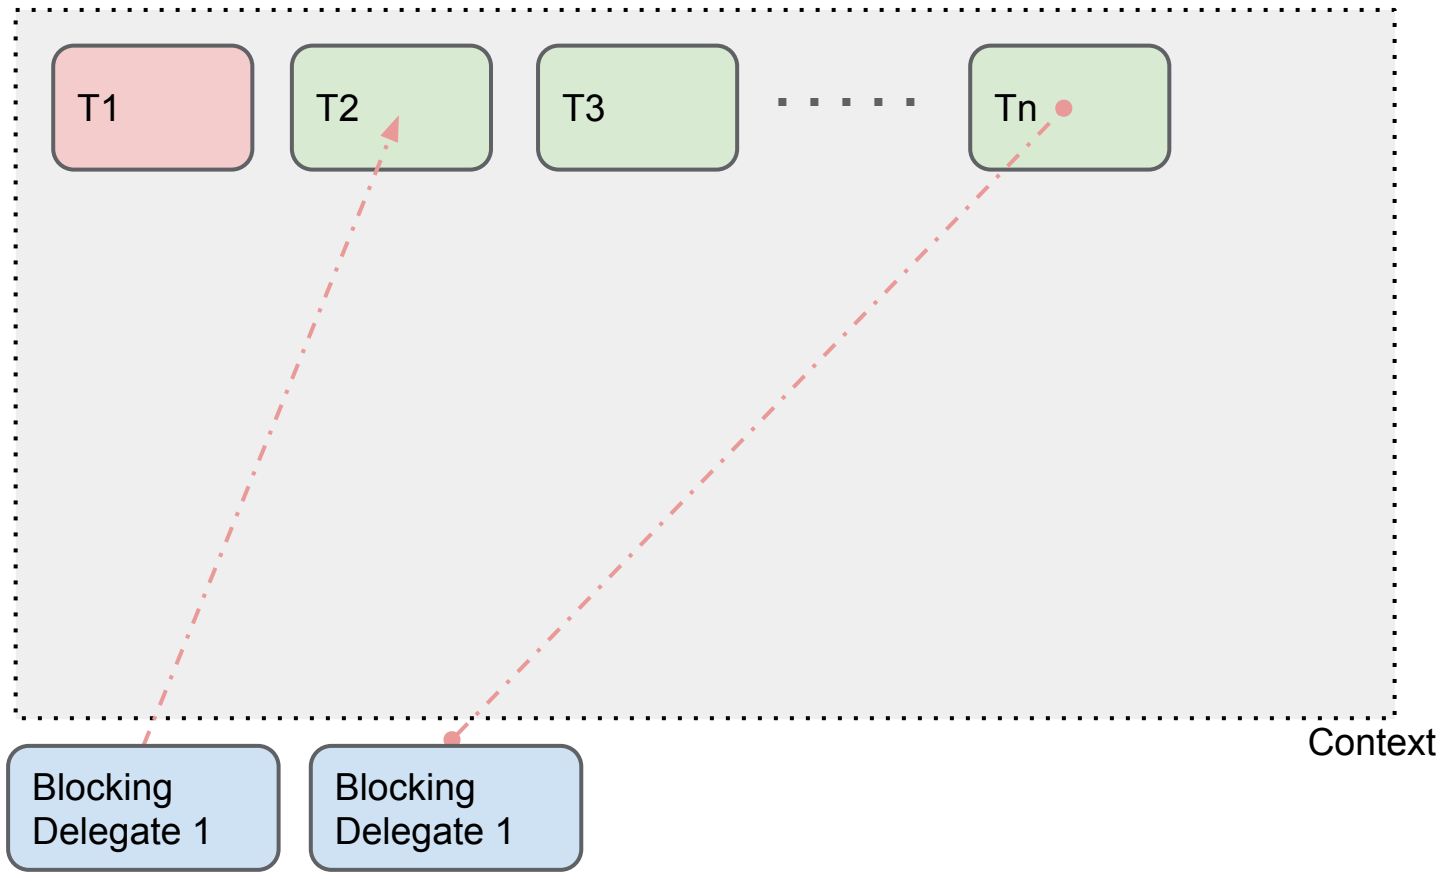 T1
T2
T3
Tn
Context
Blocking
Delegate 1
Blocking
Delegate 1